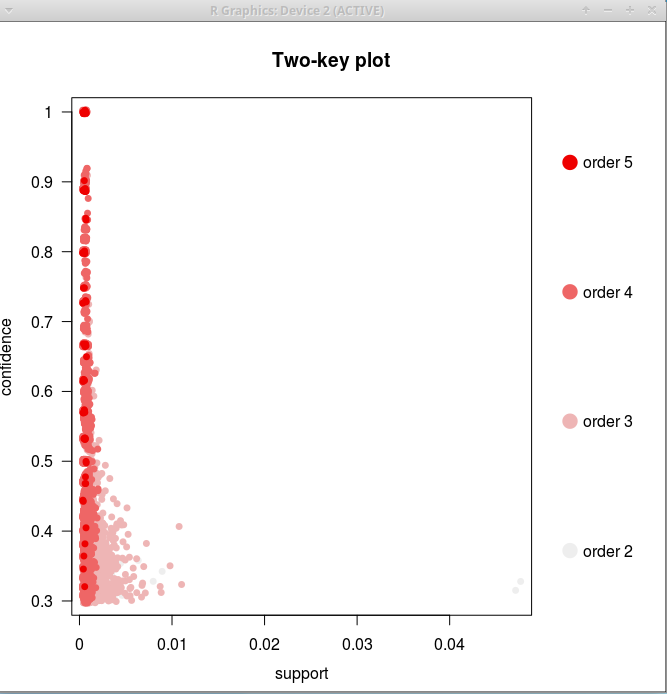 R Graphics: Device 2 (ACTIVE)
Two-key plot
1
0.9
0.8
0.7
0.6
0.5
0.4
0.3
confidence
0
0.01
0.02
0.03
0.04
support
order 5
order 4
order 3
order 2